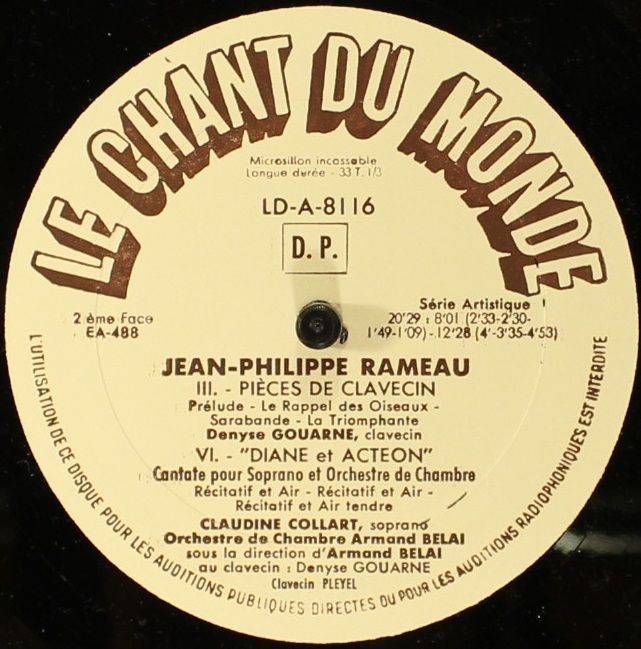 LE CHANT DU MONDE
Microsillon incassable
Longue durée - 33 T. 1/3
LD-A-8116
D. P.
2 ème Face
EA-488
Série Artistique
20'29 : 8'01 (2'33-2'30-
1'49-1'09) - 12'28 (4'-3'35-4'53)
JEAN-PHILIPPE RAMEAU
III. - PIÈCES DE CLAVECIN
Prélude - Le Rappel des Oiseaux -
Sarabande - La Triomphante
Denyse GOUARNE, clavecin
VI. - "DIANE et ACTEON"
Cantate pour Soprano et Orchestre de Chambre
Récitatif et Air - Récitatif et Air -
Récitatif et Air tendre
CLAUDINE COLLART, soprano
Orchestre de Chambre Armand BELAI
sous la direction d'Armand BELAI
au clavecin : Denyse GOUARNE
Clavecin PLEYEL
L'UTILISATION DE CE DISQUE POUR LES AUDITIONS PUBLIQUES DIRECTES OU POUR LES AUDITIONS RADIOPHONIQUES EST INTERDITE